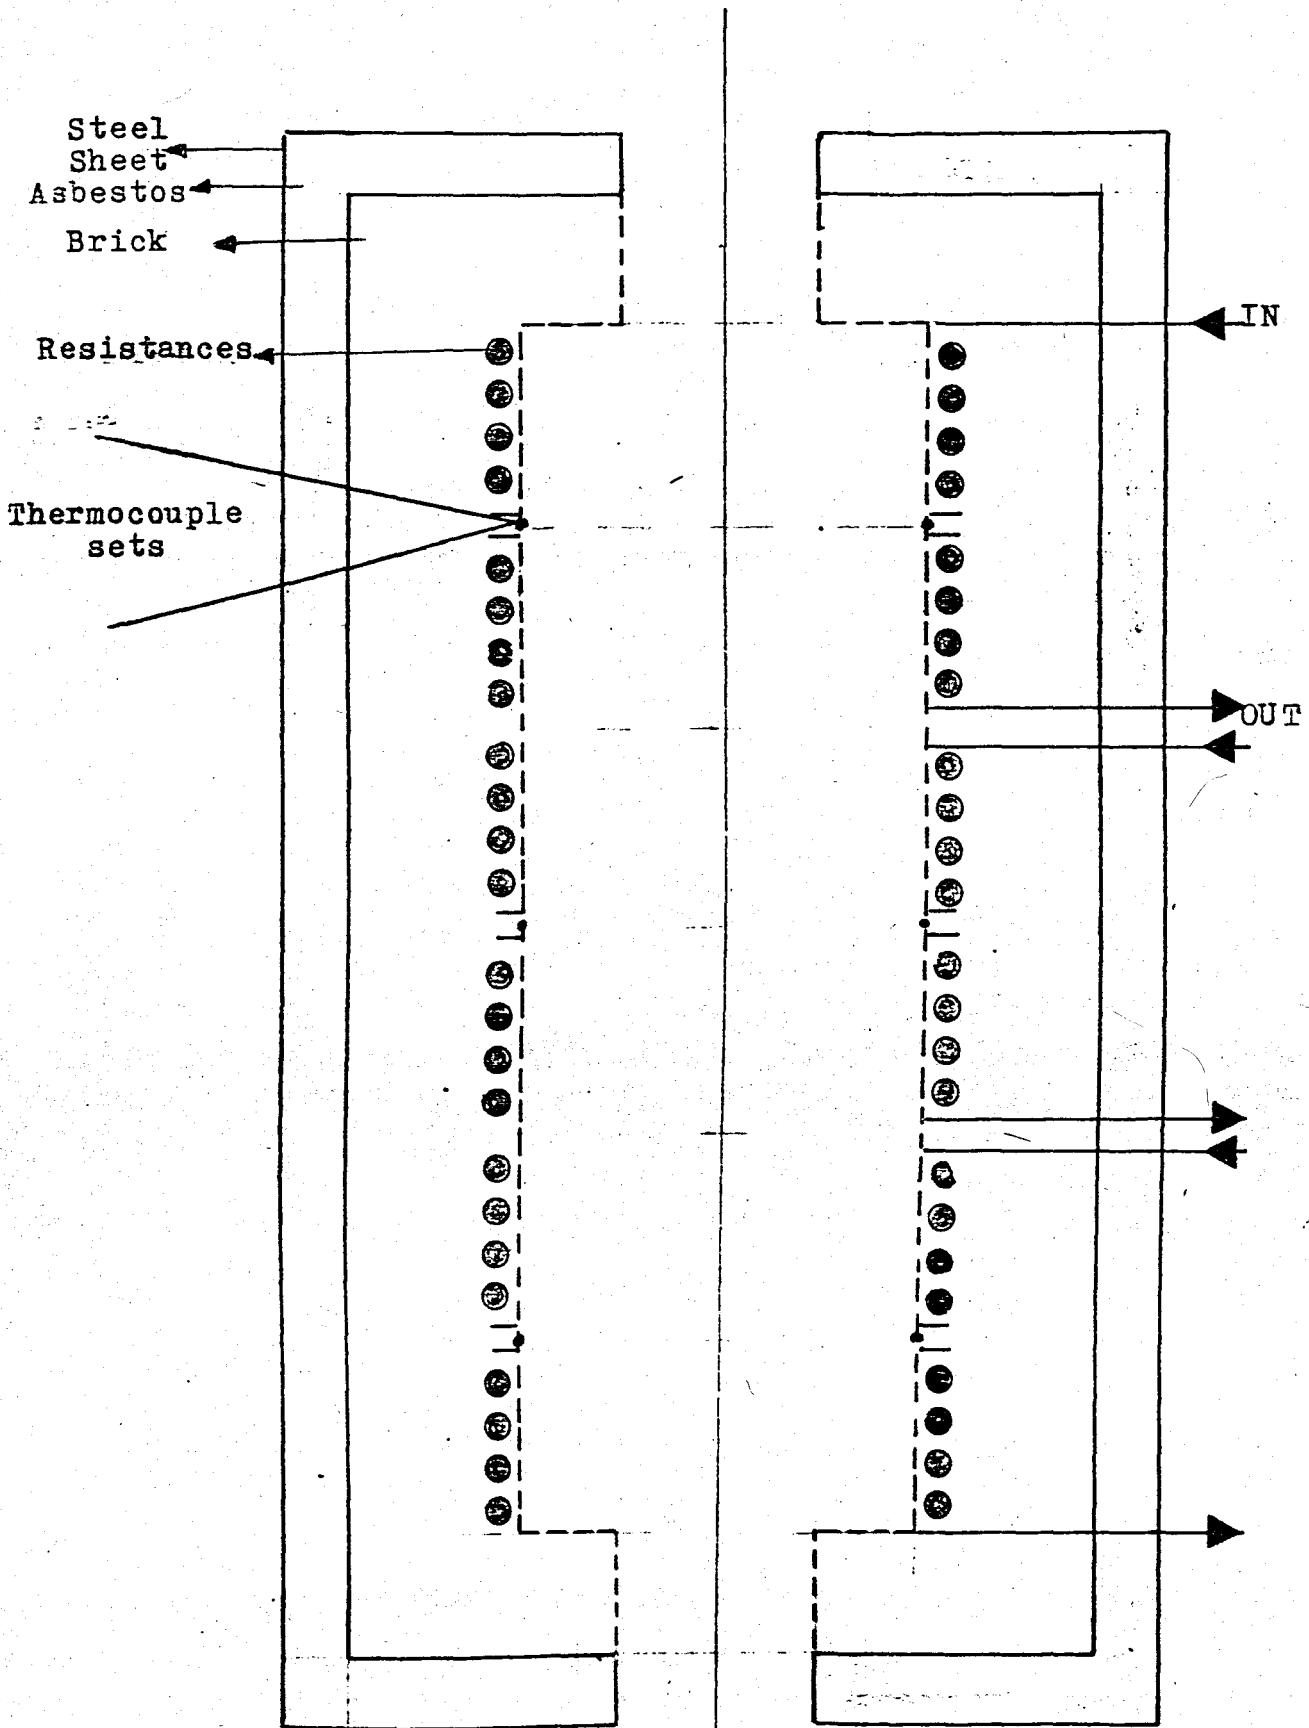 Steel
Sheet
Asbestos
Brick
IN
Resistances
Thermocouple
sets
OUT